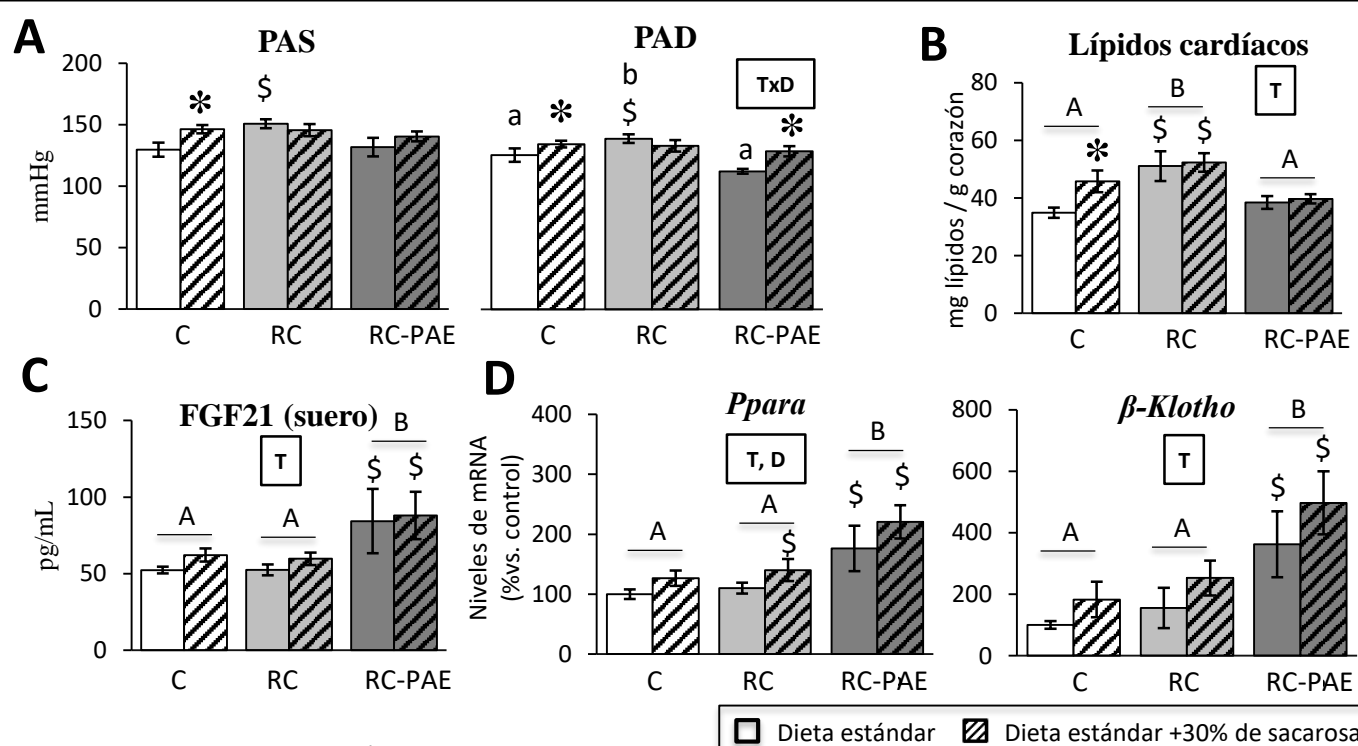 A
PAS
PAD
mmHg
200
150
100
50
0
*
$
a
*
b
$
TxD
a
*
C
RC
RC-PAE
C
RC
RC-PAE
B
Lípidos cardíacos
mg lípidos / g corazón
80
60
40
20
0
A
*
B
$
$
T
A
C
RC
RC-PAE
C
FGF21 (suero)
pg/mL
150
100
50
0
A
T
A
B
$
$
C
RC
RC-PAE
D
Ppara
Niveles de mRNA
(%vs. control)
400
300
200
100
0
A
T, D
A
$
B
$
$
C
RC
RC-PAE
β-Klotho
800
600
400
200
0
A
T
A
B
$
$
C
RC
RC-PAE
Dieta estándar
Dieta estándar +30% de sacarosa